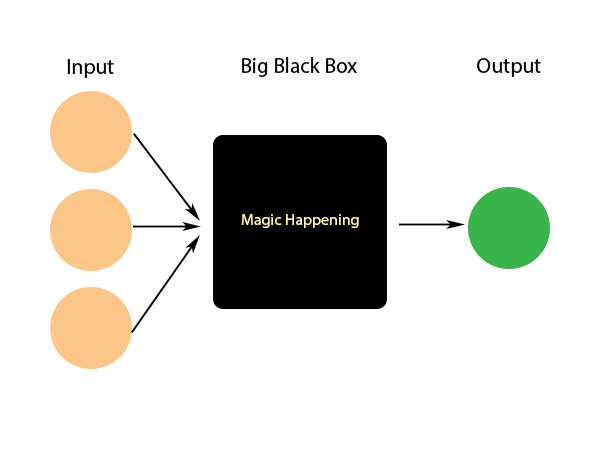 Input
Big Black Box
Output
Magic Happening